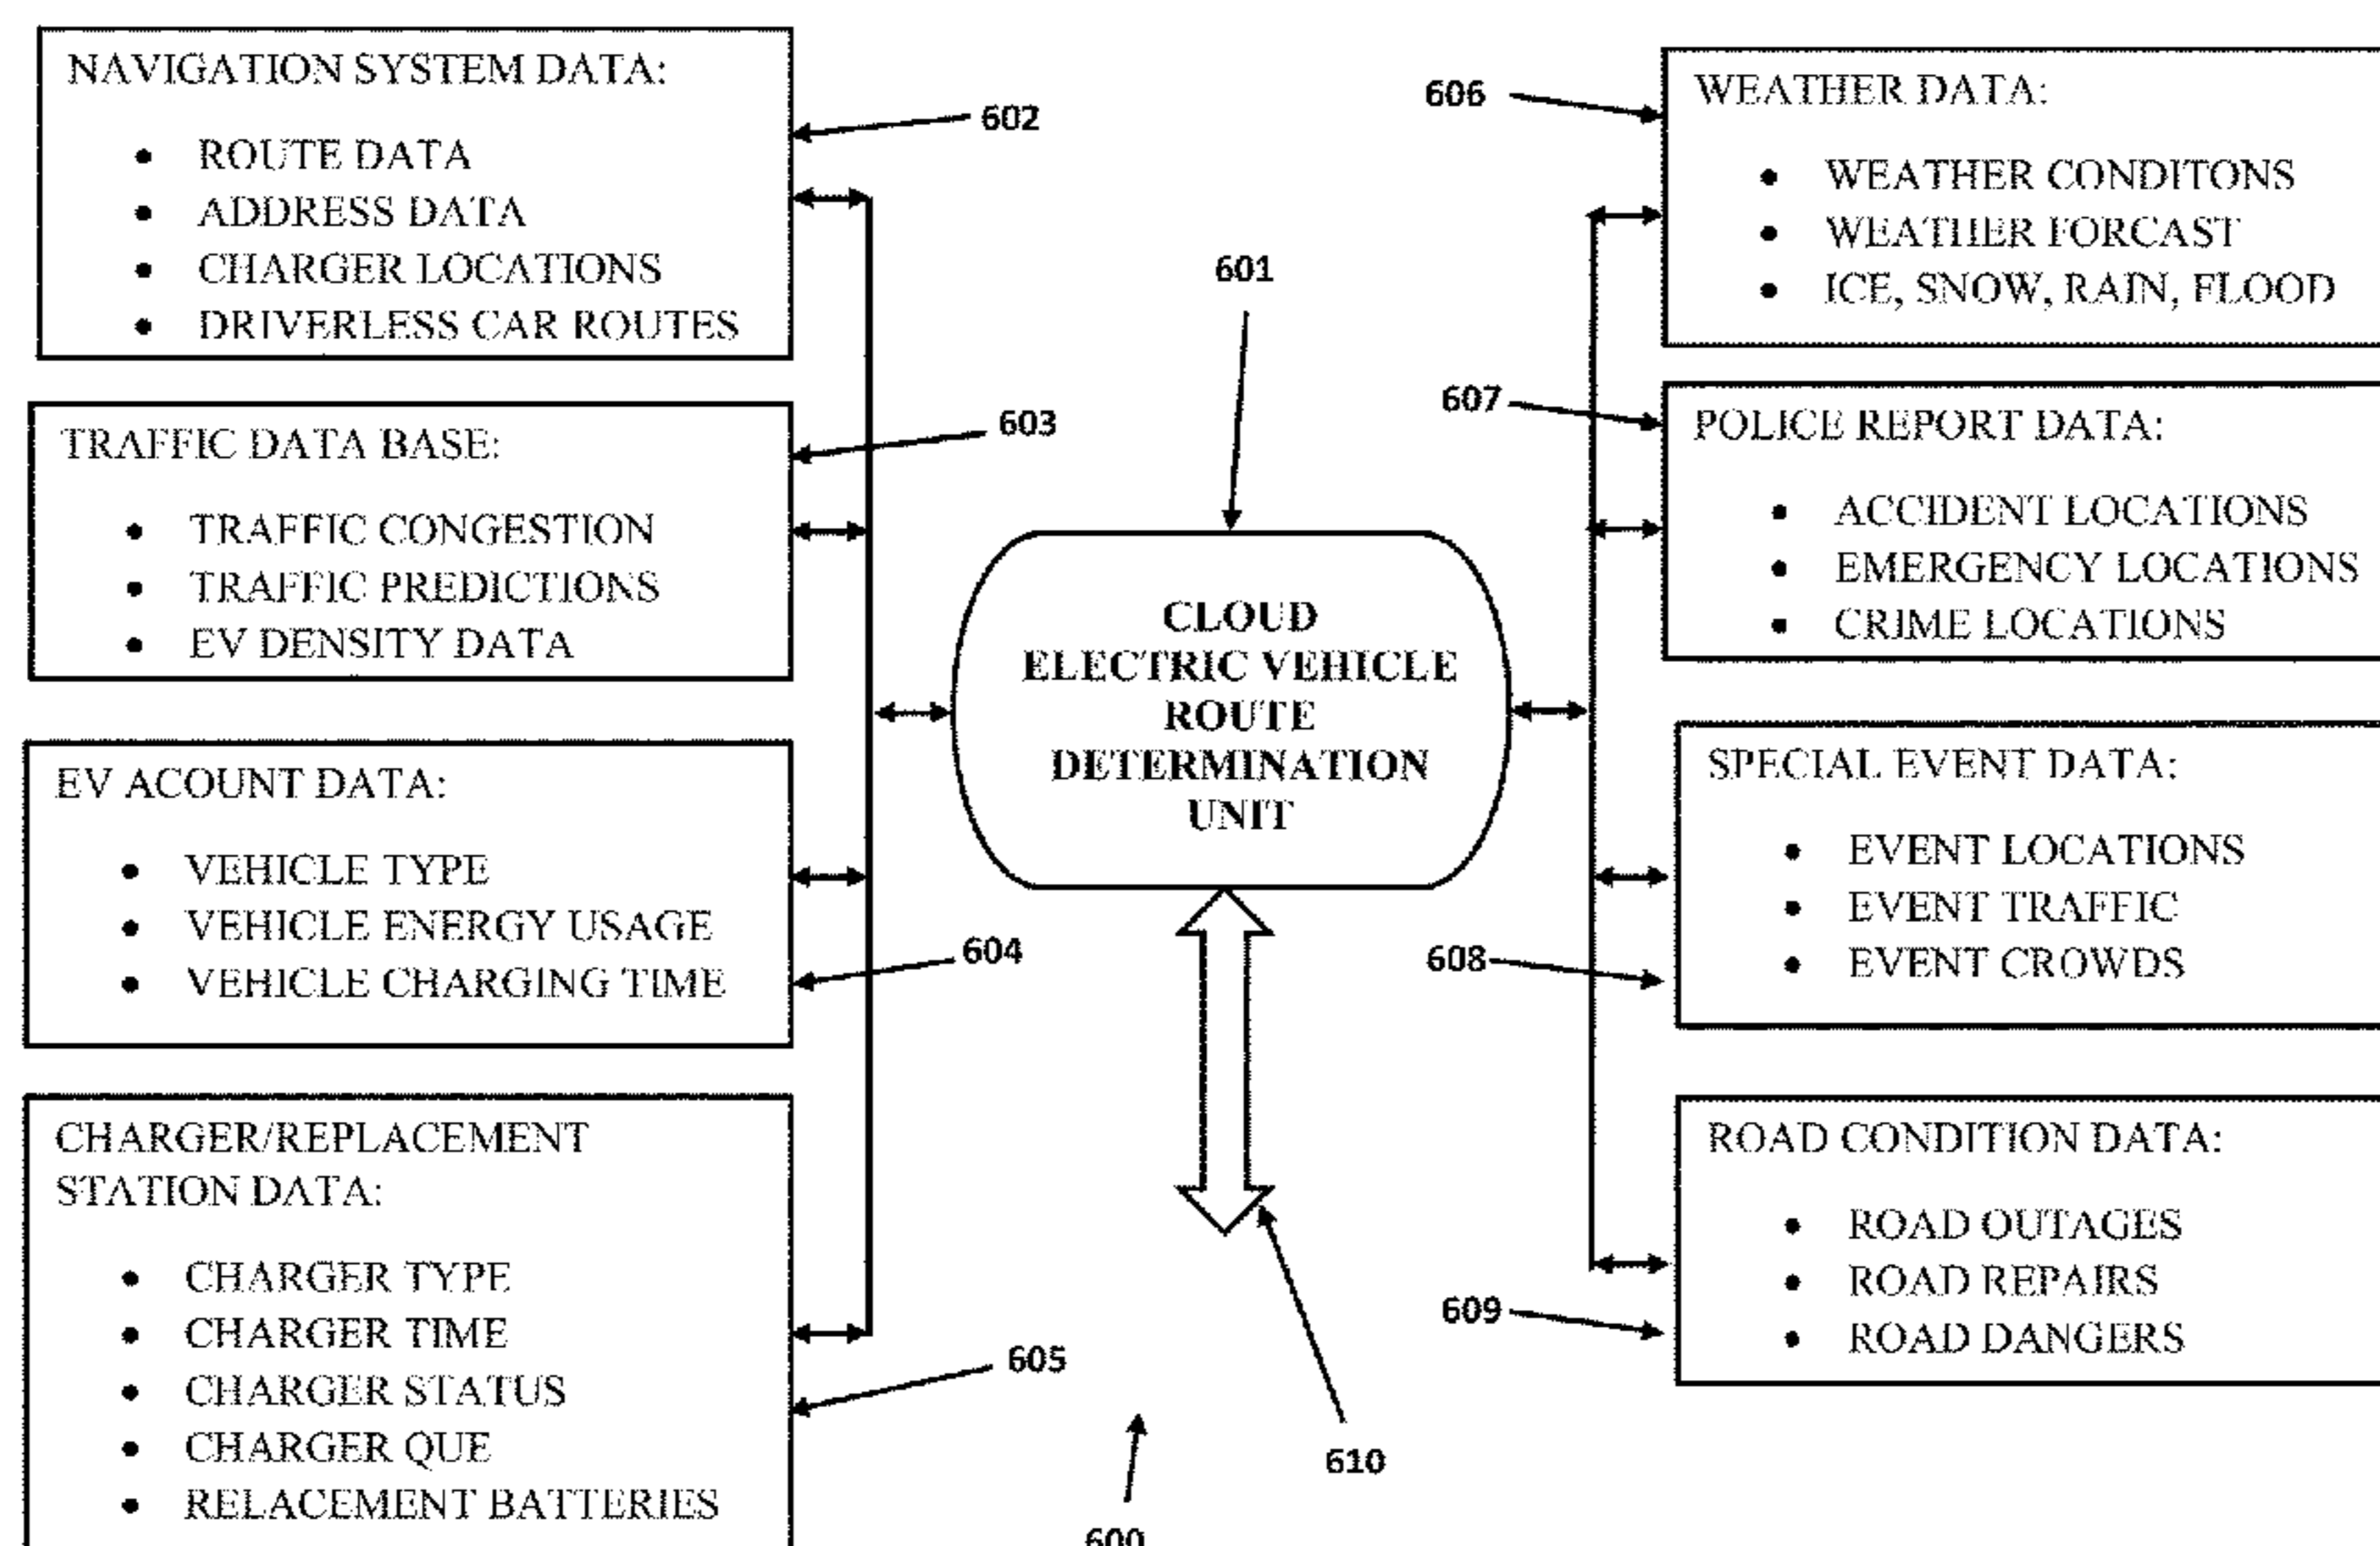 NAVIGATION SYSTEM DATA:
• ROUTE DATA
• ADDRESS DATA
• CHARGER LOCATIONS
• DRIVERLESS CAR ROUTES
602
TRAFFIC DATA BASE:
• TRAFFIC CONGESTION
• TRAFFIC PREDICTIONS
• EV DENSITY DATA
603
EV ACOUNT DATA:
• VEHICLE TYPE
• VEHICLE ENERGY USAGE
• VEHICLE CHARGING TIME
604
CHARGER/REPLACEMENT
STATION DATA:
• CHARGER TYPE
• CHARGER TIME
• CHARGER STATUS
• CHARGER QUE
• RELACEMENT BATTERIES
605
601
CLOUD
ELECTRIC VEHICLE
ROUTE
DETERMINATION
UNIT
610
600
606
WEATHER DATA:
• WEATHER CONDITONS
• WEATHER FORCAST
• ICE, SNOW, RAIN, FLOOD
607
POLICE REPORT DATA:
• ACCIDENT LOCATIONS
• EMERGENCY LOCATIONS
• CRIME LOCATIONS
608
SPECIAL EVENT DATA:
• EVENT LOCATIONS
• EVENT TRAFFIC
• EVENT CROWDS
609
ROAD CONDITION DATA:
• ROAD OUTAGES
• ROAD REPAIRS
• ROAD DANGERS